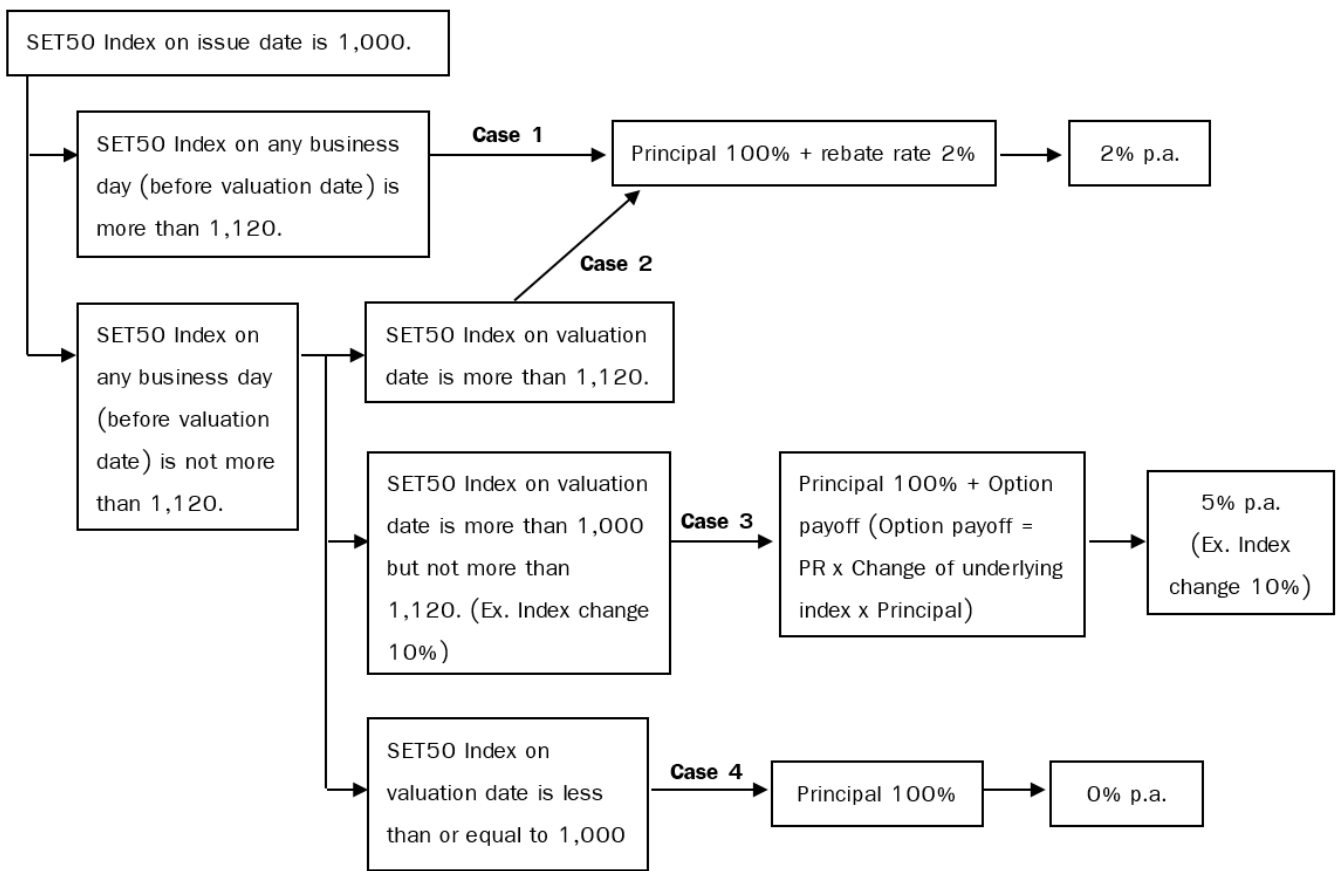 SET50 Index on issue date is 1,000.
SET50 Index on any business
day (before valuation date) is
more than 1,120.
Case 1
Principal 100% + rebate rate 2%
2% p.a.
Case 2
SET50 Index on
any business day
(before valuation
date) is not more
than 1,120.
SET50 Index on valuation
date is more than 1,120.
SET50 Index on valuation
date is more than 1,000
but not more than
1,120. (Ex. Index change
10%)
Case 3
Principal 100% + Option
payoff (Option payoff =
PR x Change of underlying
index x Principal)
5% p.a.
(Ex. Index
change 10%)
SET50 Index on
valuation date is less
than or equal to 1,000
Case 4
Principal 100%
0% p.a.